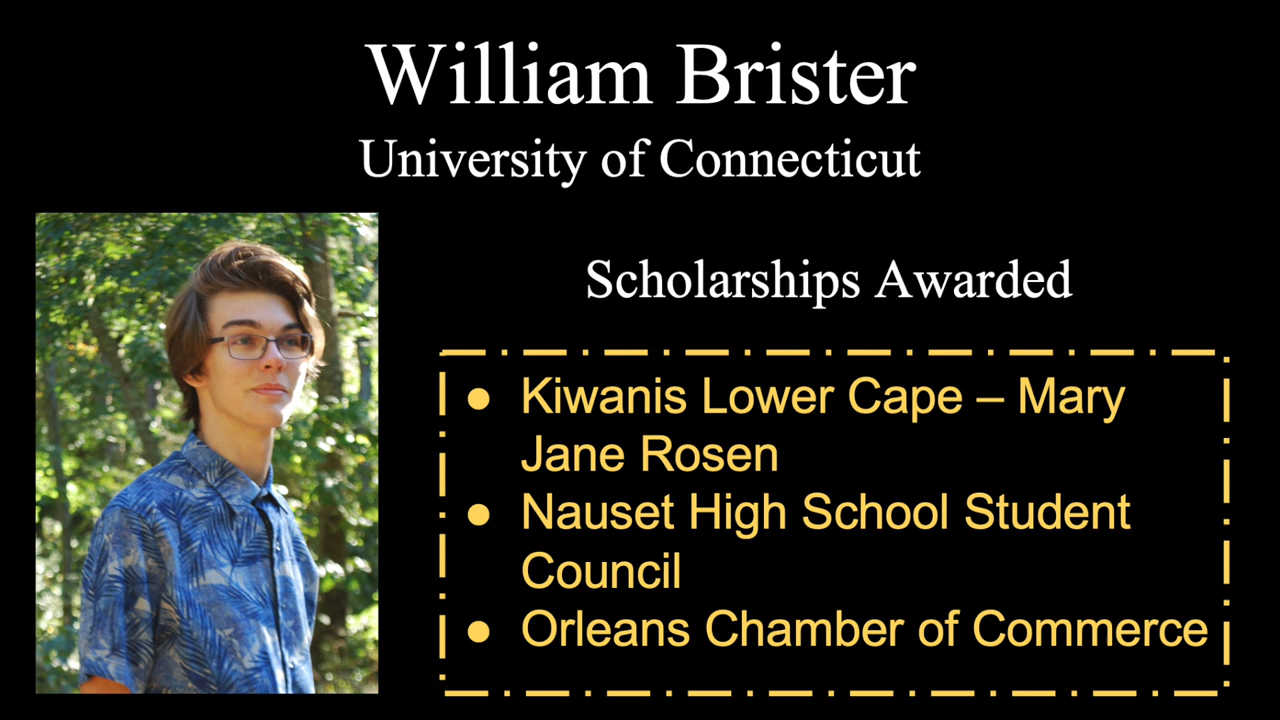 William Brister
University of Connecticut
Scholarships Awarded
● Kiwanis Lower Cape – Mary
Jane Rosen
● Nauset High School Student
Council
● Orleans Chamber of Commerce